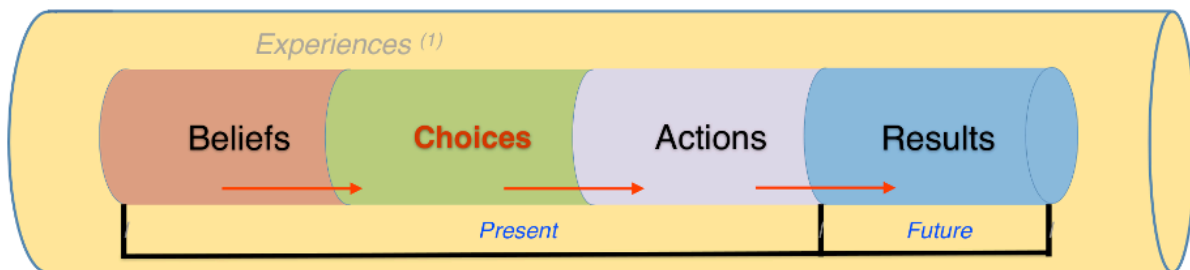 Experiences (1)
Beliefs Choices Actions Results
Present Future